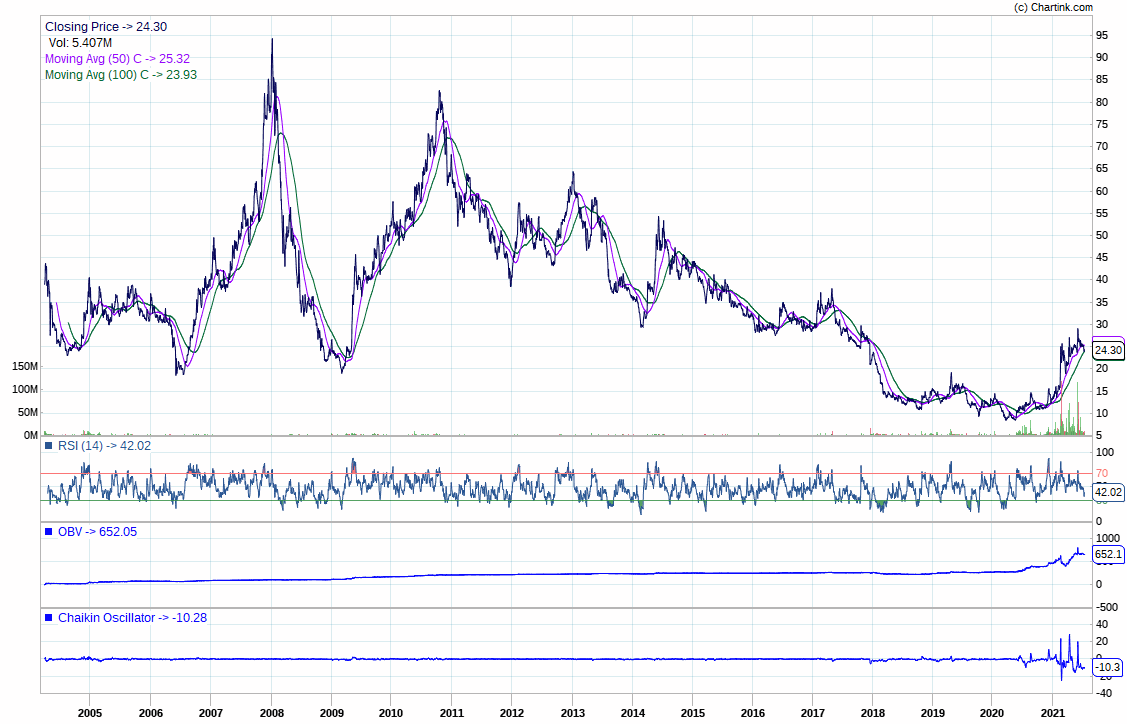 (c) Chartink.com
Closing Price -> 24.30
Vol: 5.407M
Moving Avg (50) C -> 25.32
Moving Avg (100) C -> 23.93
95
90
85
80
75
70
65
60
55
50
45
40
35
30
24.30
20
15
10
5
150M
100M
50M
0M
RSI (14) -> 42.02
100
70
42.02
0
OBV -> 652.05
1000
652.1
0
-500
Chaikin Oscillator -> -10.28
40
20
0
-10.3
-20
-40
2005 2006 2007 2008 2009 2010 2011 2012 2013 2014 2015 2016 2017 2018 2019 2020 2021